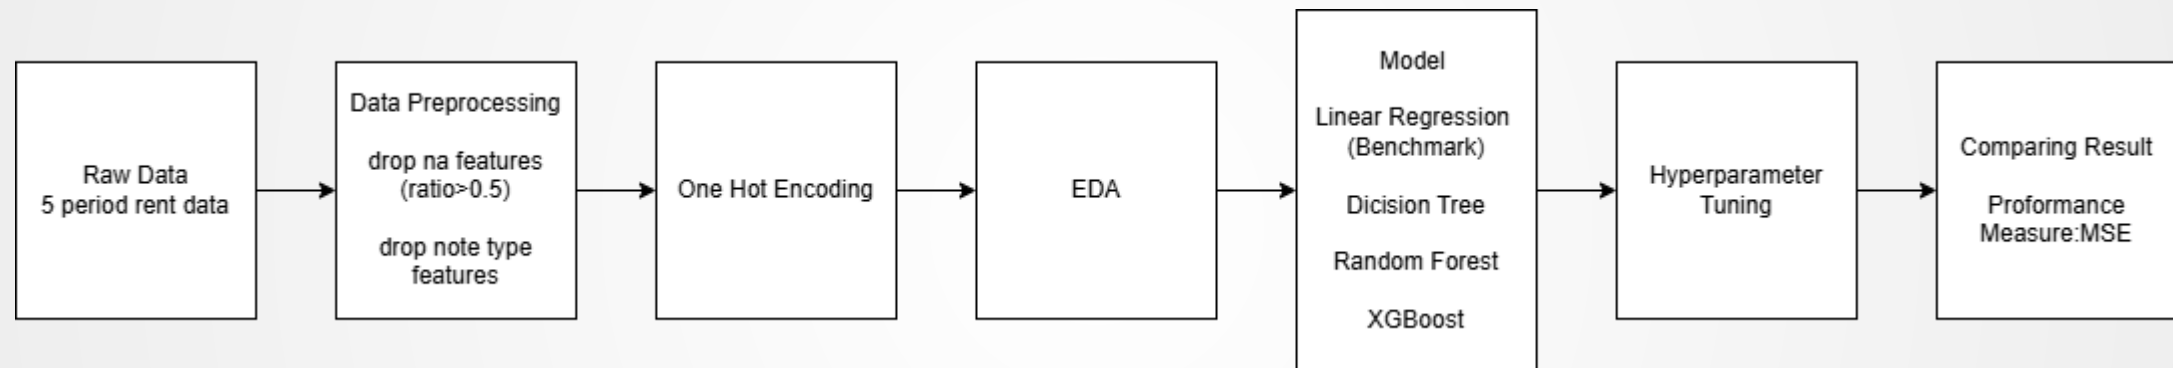 Raw Data
5 period rent data
Data Preprocessing
drop na features
(ratio>0.5)
drop note type
features
One Hot Encoding
EDA
Model
Linear Regression
(Benchmark)
Dicision Tree
Random Forest
XGBoost
Hyperparameter
Tuning
Comparing Result
Proformance
Measure:MSE